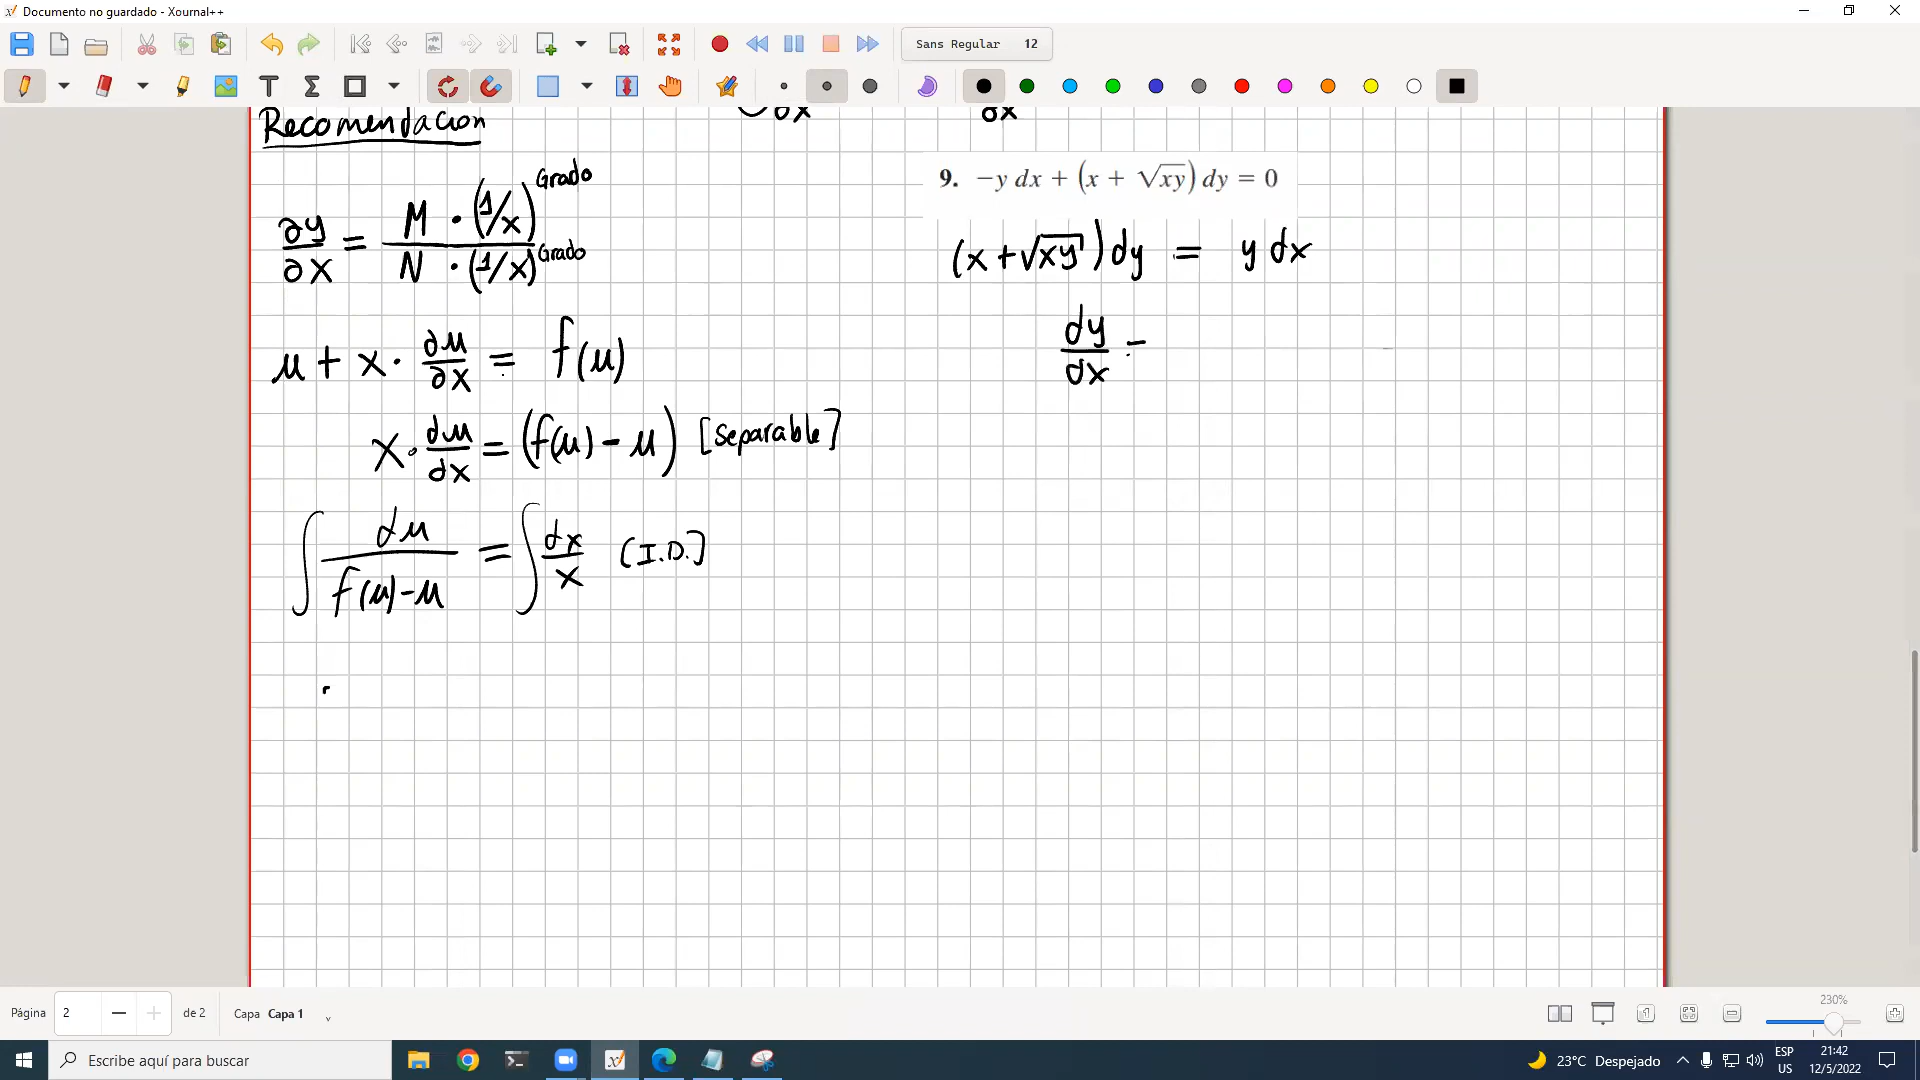 Documento no guardado - Xournal++
Sans Regular 12
Recomendacion
∂x
∂x
∂y/∂x = M · (1/x)^Grado / N · (1/x)^Grado
μ + x · ∂μ/∂x = f(μ)
x · dμ/dx = (f(μ) - μ) [separable]
∫ dμ/(f(μ)-μ) = ∫ dx/x [I.D.]
9. −y dx + (x + √xy) dy = 0
(x + √xy) dy = y dx
dy/dx =
Página 2 de 2 Capa Capa 1
230%
Escribe aquí para buscar
23°C Despejado
ESP
US
21:42
12/5/2022